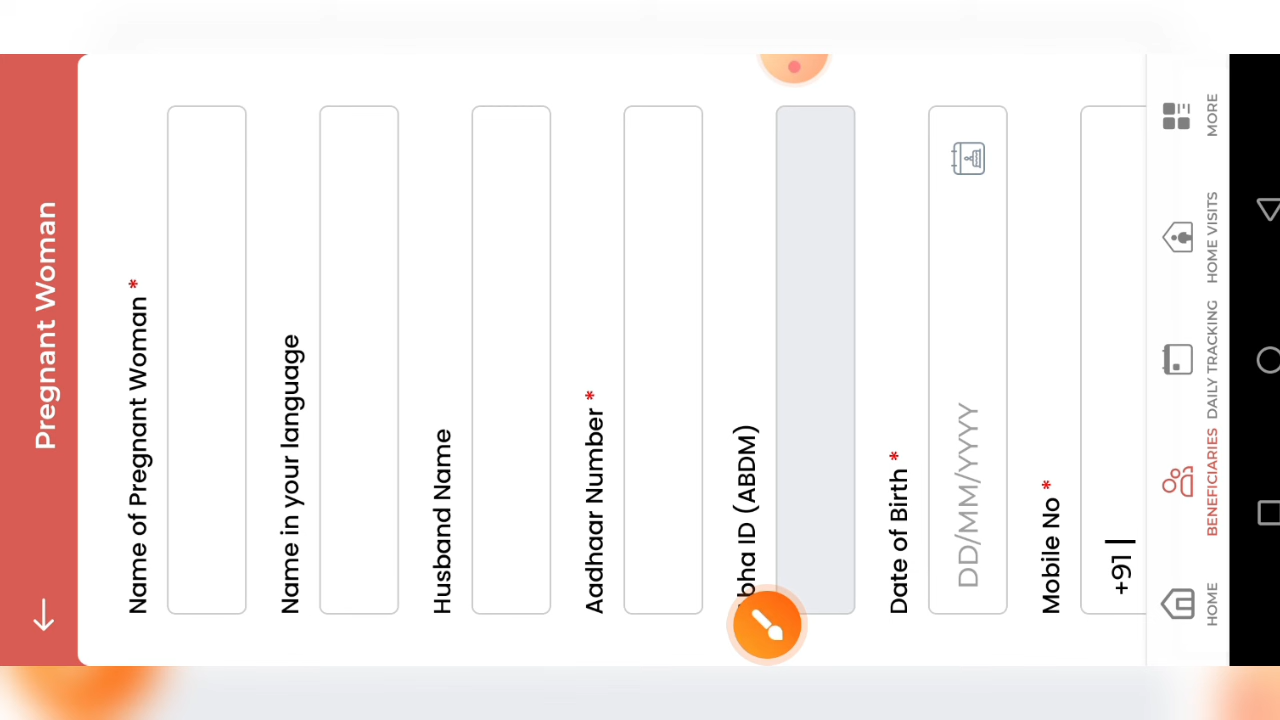 Pregnant Woman
Name of Pregnant Woman *
Name in your language
Husband Name
Aadhaar Number *
bha ID (ABDM)
Date of Birth *
DD/MM/YYYY
Mobile No *
+91
HOME
BENEFICIARIES
DAILY TRACKING
HOME VISITS
MORE